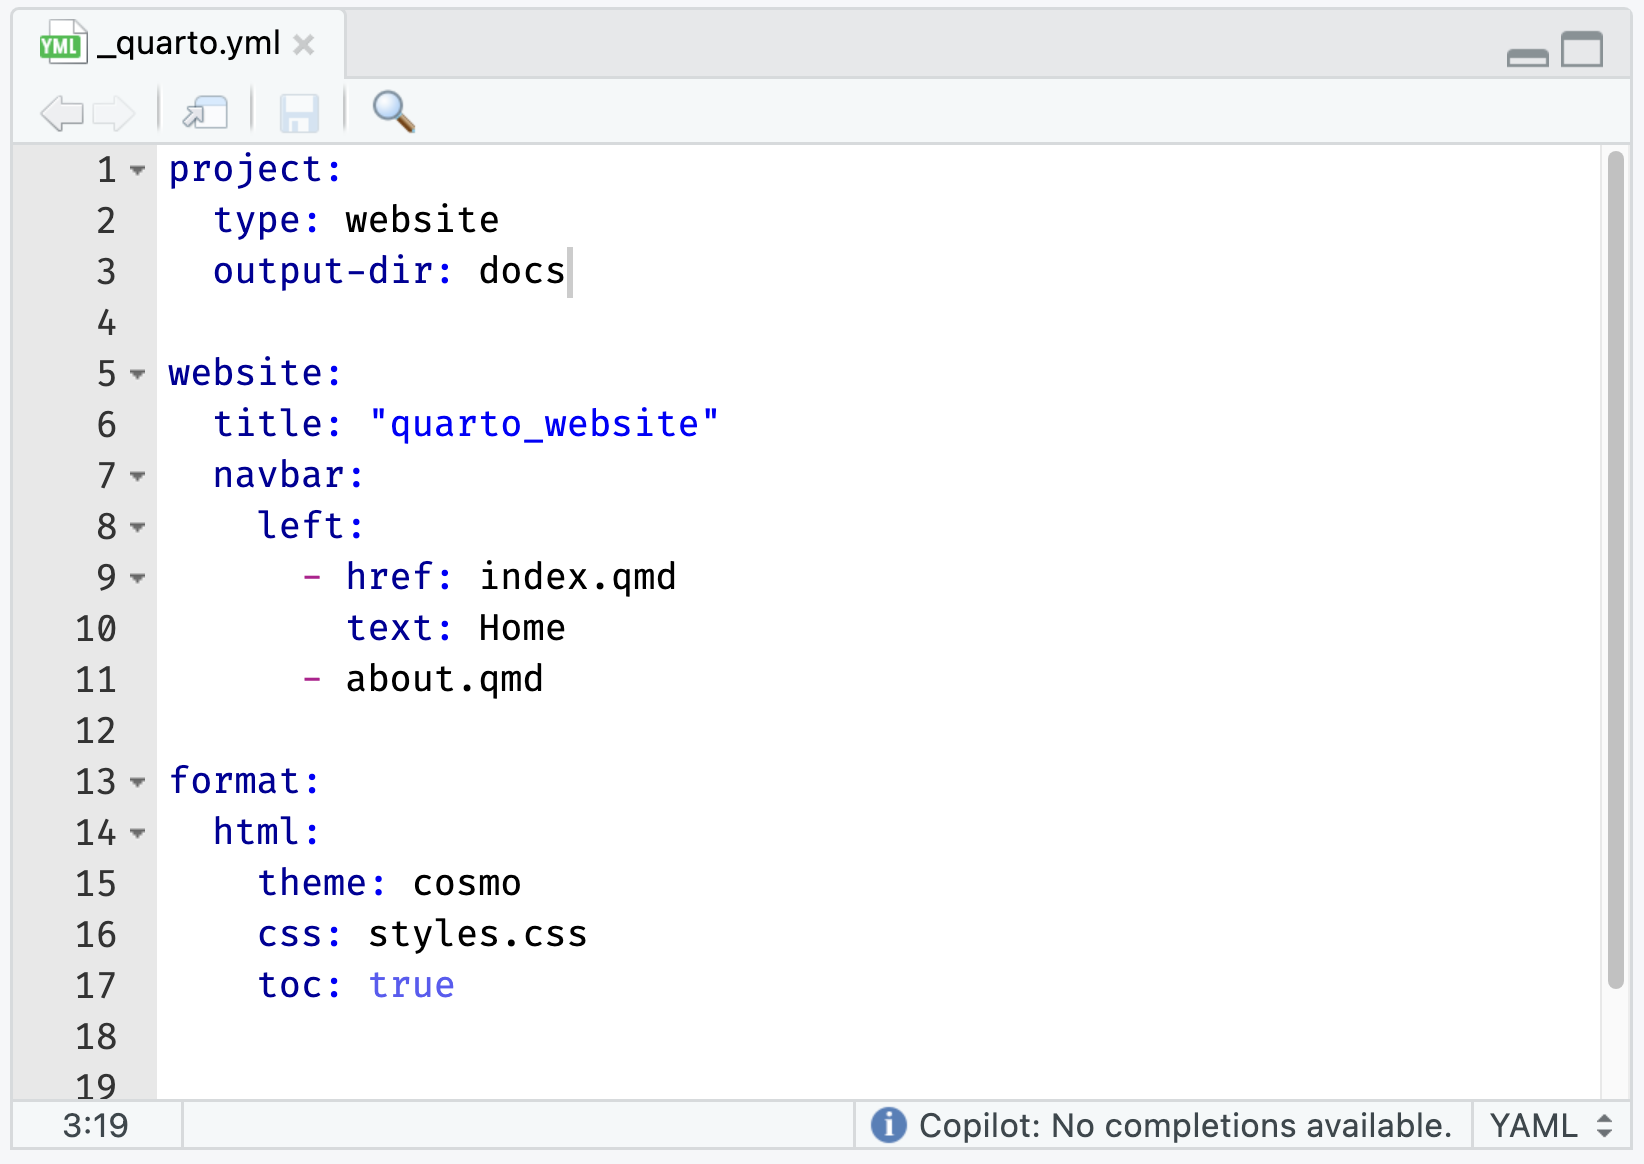 YML _quarto.yml
1 project:
2   type: website
3   output-dir: docs
4
5 website:
6   title: "quarto_website"
7   navbar:
8     left:
9       - href: index.qmd
10         text: Home
11       - about.qmd
12
13 format:
14   html:
15     theme: cosmo
16     css: styles.css
17     toc: true
18
19
3:19 Copilot: No completions available. YAML